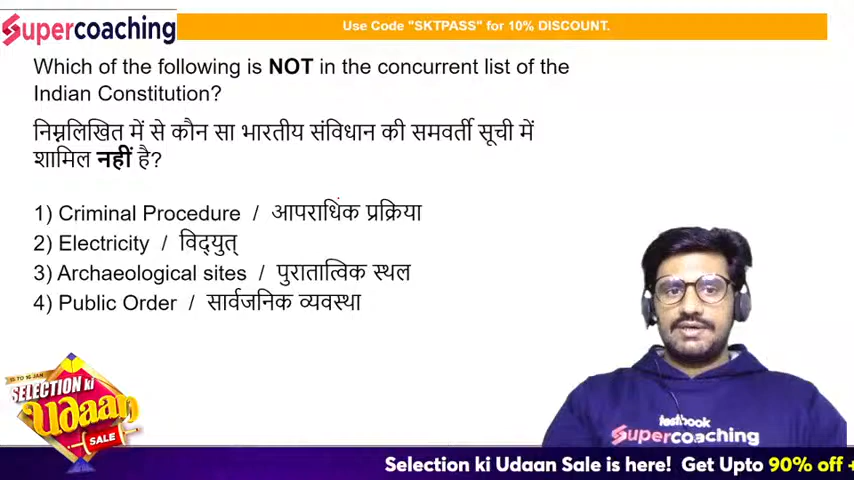 Supercoaching
Use Code "SKTPASS" for 10% DISCOUNT.
Which of the following is NOT in the concurrent list of the
Indian Constitution?
निम्नलिखित में से कौन सा भारतीय संविधान की समवर्ती सूची में
शामिल नहीं है?
1) Criminal Procedure / आपराधिक प्रक्रिया
2) Electricity / विद्युत्
3) Archaeological sites / पुरातात्विक स्थल
4) Public Order / सार्वजनिक व्यवस्था
SELECTION ki
udaan
SALE
testbook
Supercoaching
Selection ki Udaan Sale is here! Get Upto 90% off +